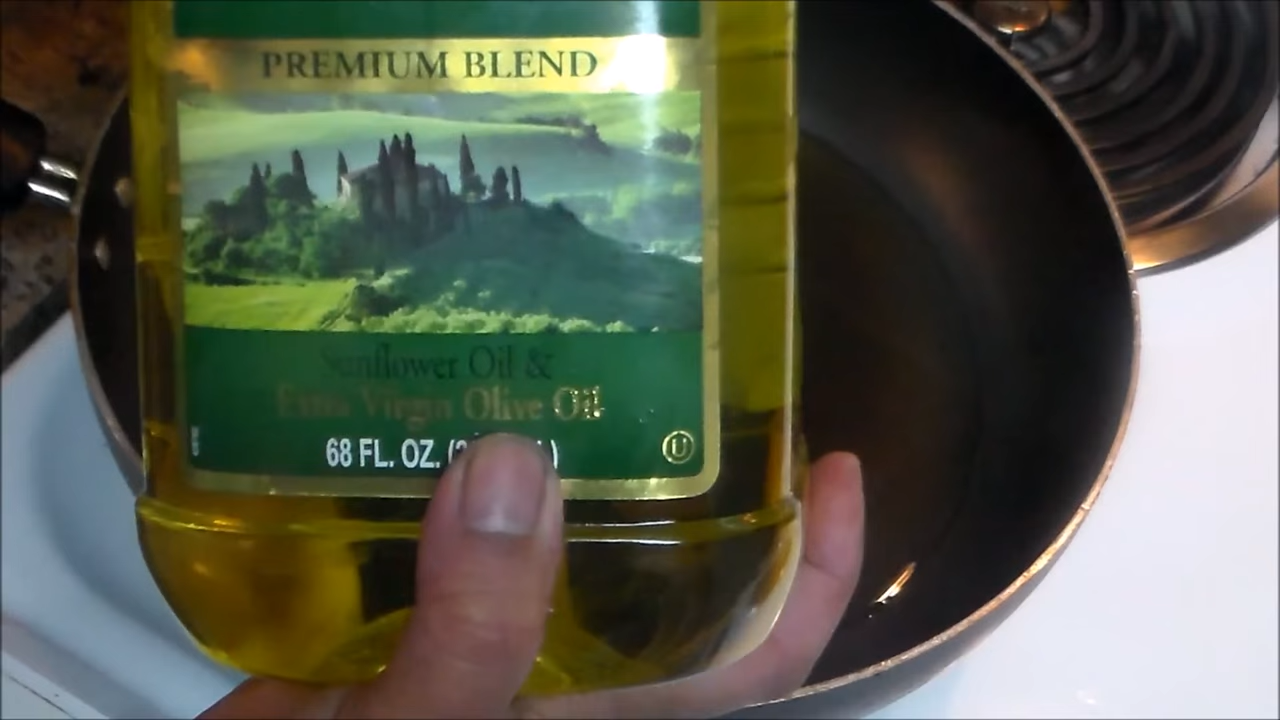 PREMIUM BLEND
Sunflower Oil &
Extra Virgin Olive Oil
68 FL. OZ. (
U